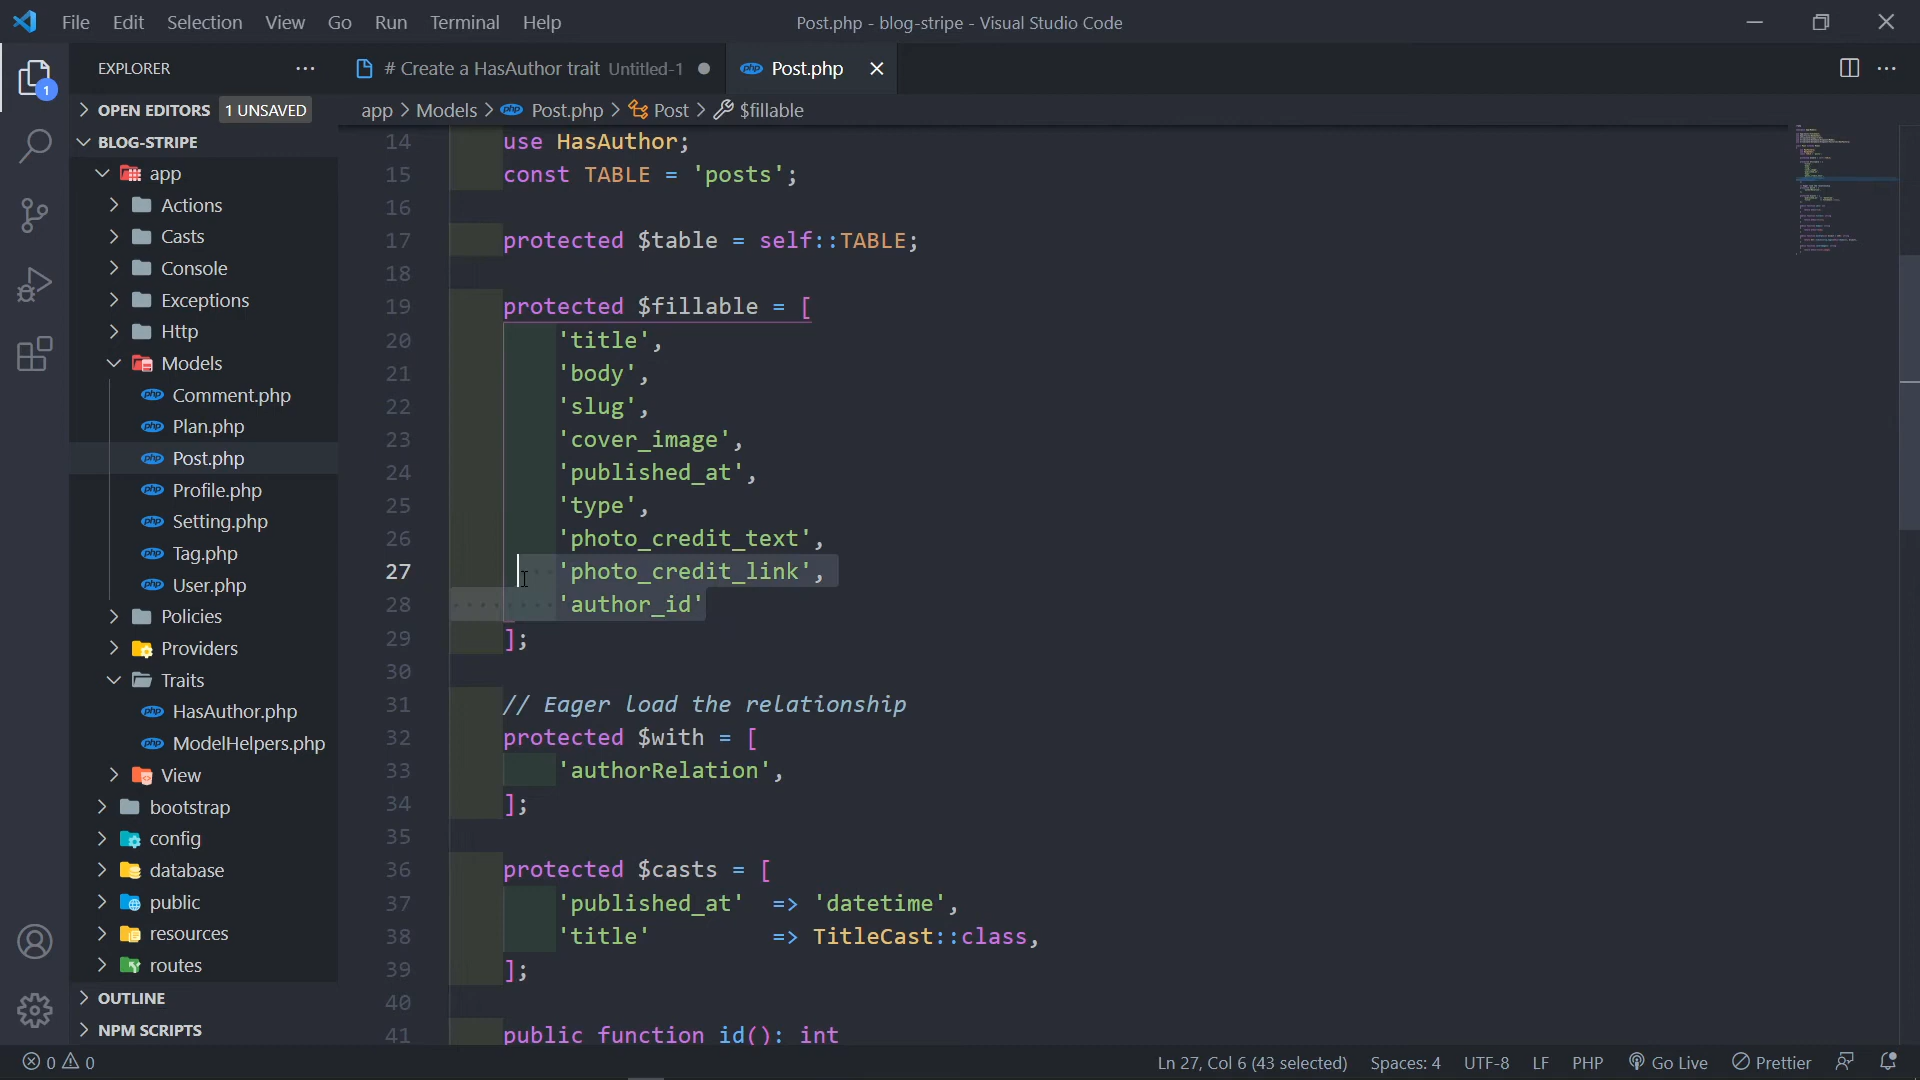 File Edit Selection View Go Run Terminal Help
Post.php - blog-stripe - Visual Studio Code
EXPLORER
# Create a HasAuthor trait Untitled-1
Post.php
OPEN EDITORS 1 UNSAVED
app > Models > Post.php > Post > $fillable
BLOG-STRIPE
app
Actions
Casts
Console
Exceptions
Http
Models
Comment.php
Plan.php
Post.php
Profile.php
Setting.php
Tag.php
User.php
Policies
Providers
Traits
HasAuthor.php
ModelHelpers.php
View
bootstrap
config
database
public
resources
routes
OUTLINE
NPM SCRIPTS
1
14 use HasAuthor;
15 const TABLE = 'posts';
16
17 protected $table = self::TABLE;
18
19 protected $fillable = [
20 'title',
21 'body',
22 'slug',
23 'cover_image',
24 'published_at',
25 'type',
26 'photo_credit_text',
27 'photo_credit_link',
28 'author_id'
29 ];
30
31 // Eager load the relationship
32 protected $with = [
33 'authorRelation',
34 ];
35
36 protected $casts = [
37 'published_at' => 'datetime',
38 'title' => TitleCast::class,
39 ];
40
41 public function id(): int
0 0
Ln 27, Col 6 (43 selected) Spaces: 4 UTF-8 LF PHP Go Live Prettier